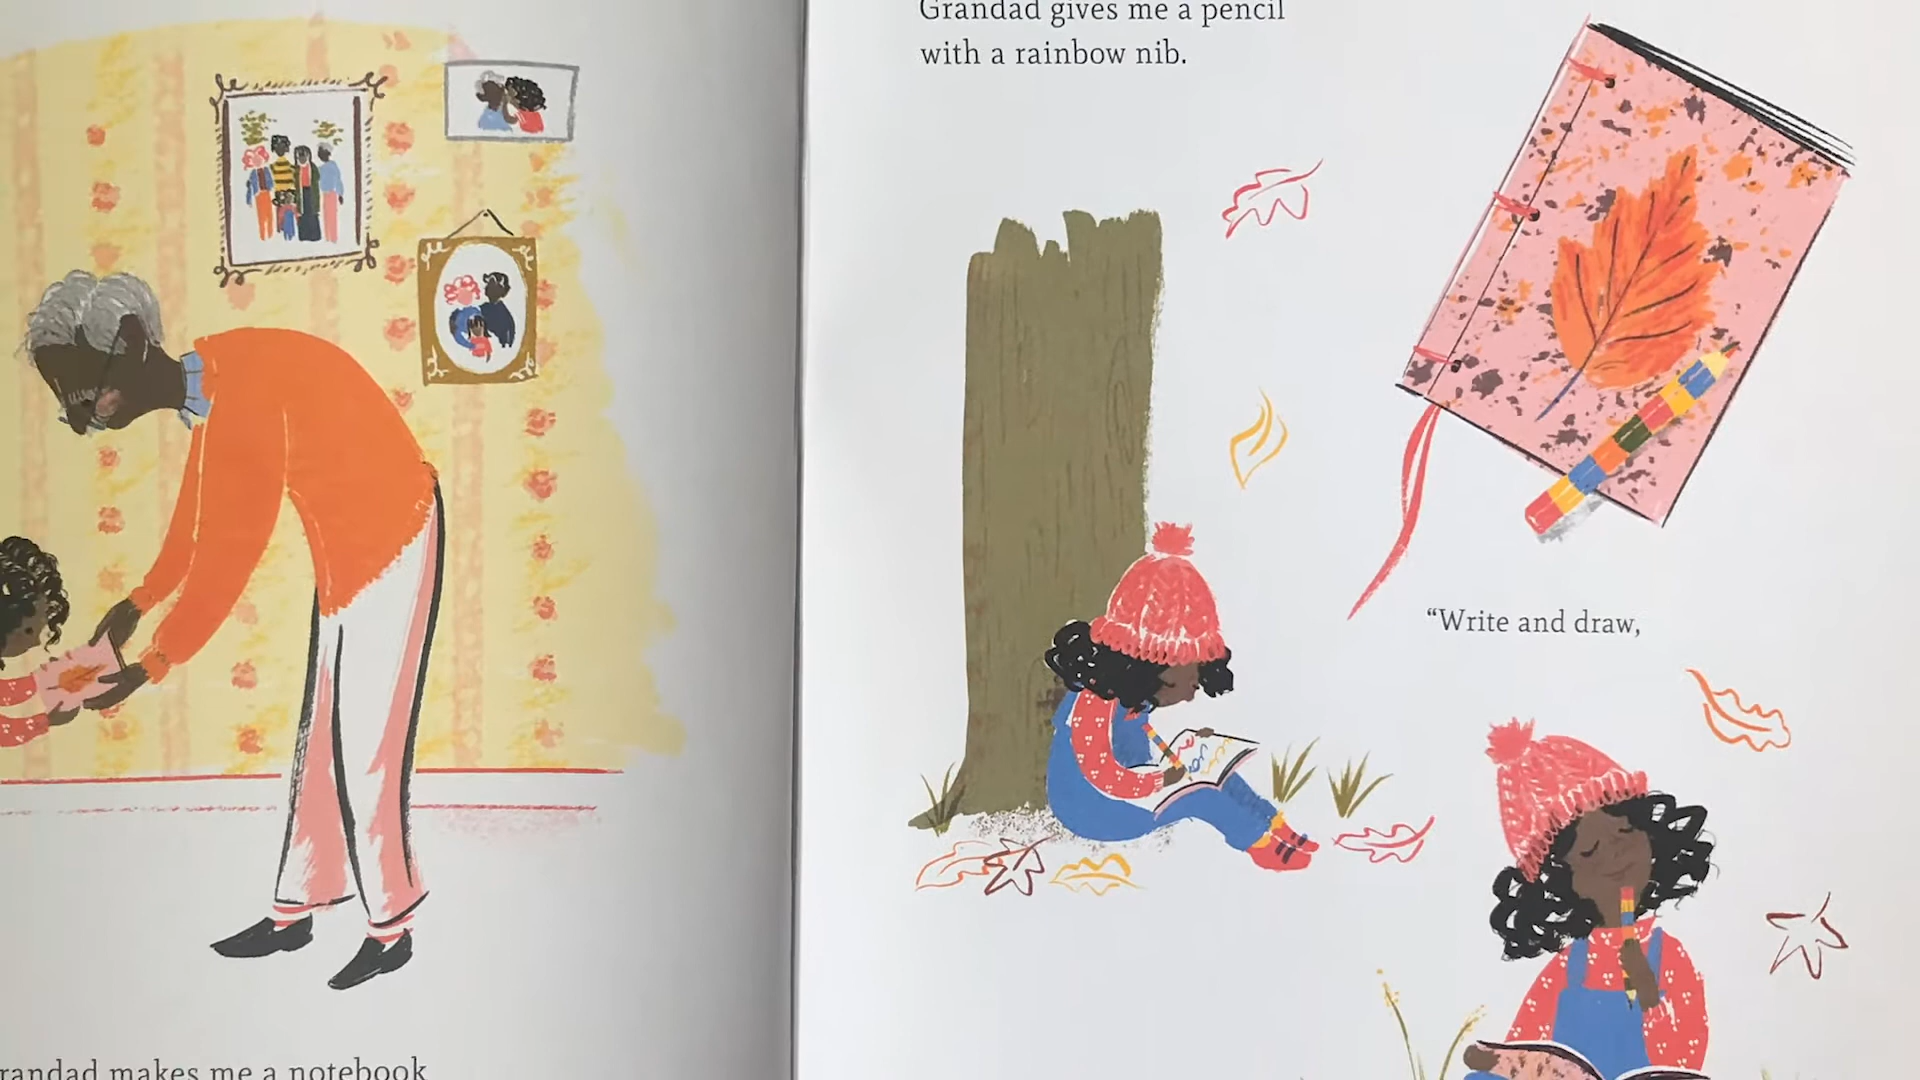 randad makes me a notebook
Grandad gives me a pencil
with a rainbow nib.
“Write and draw,